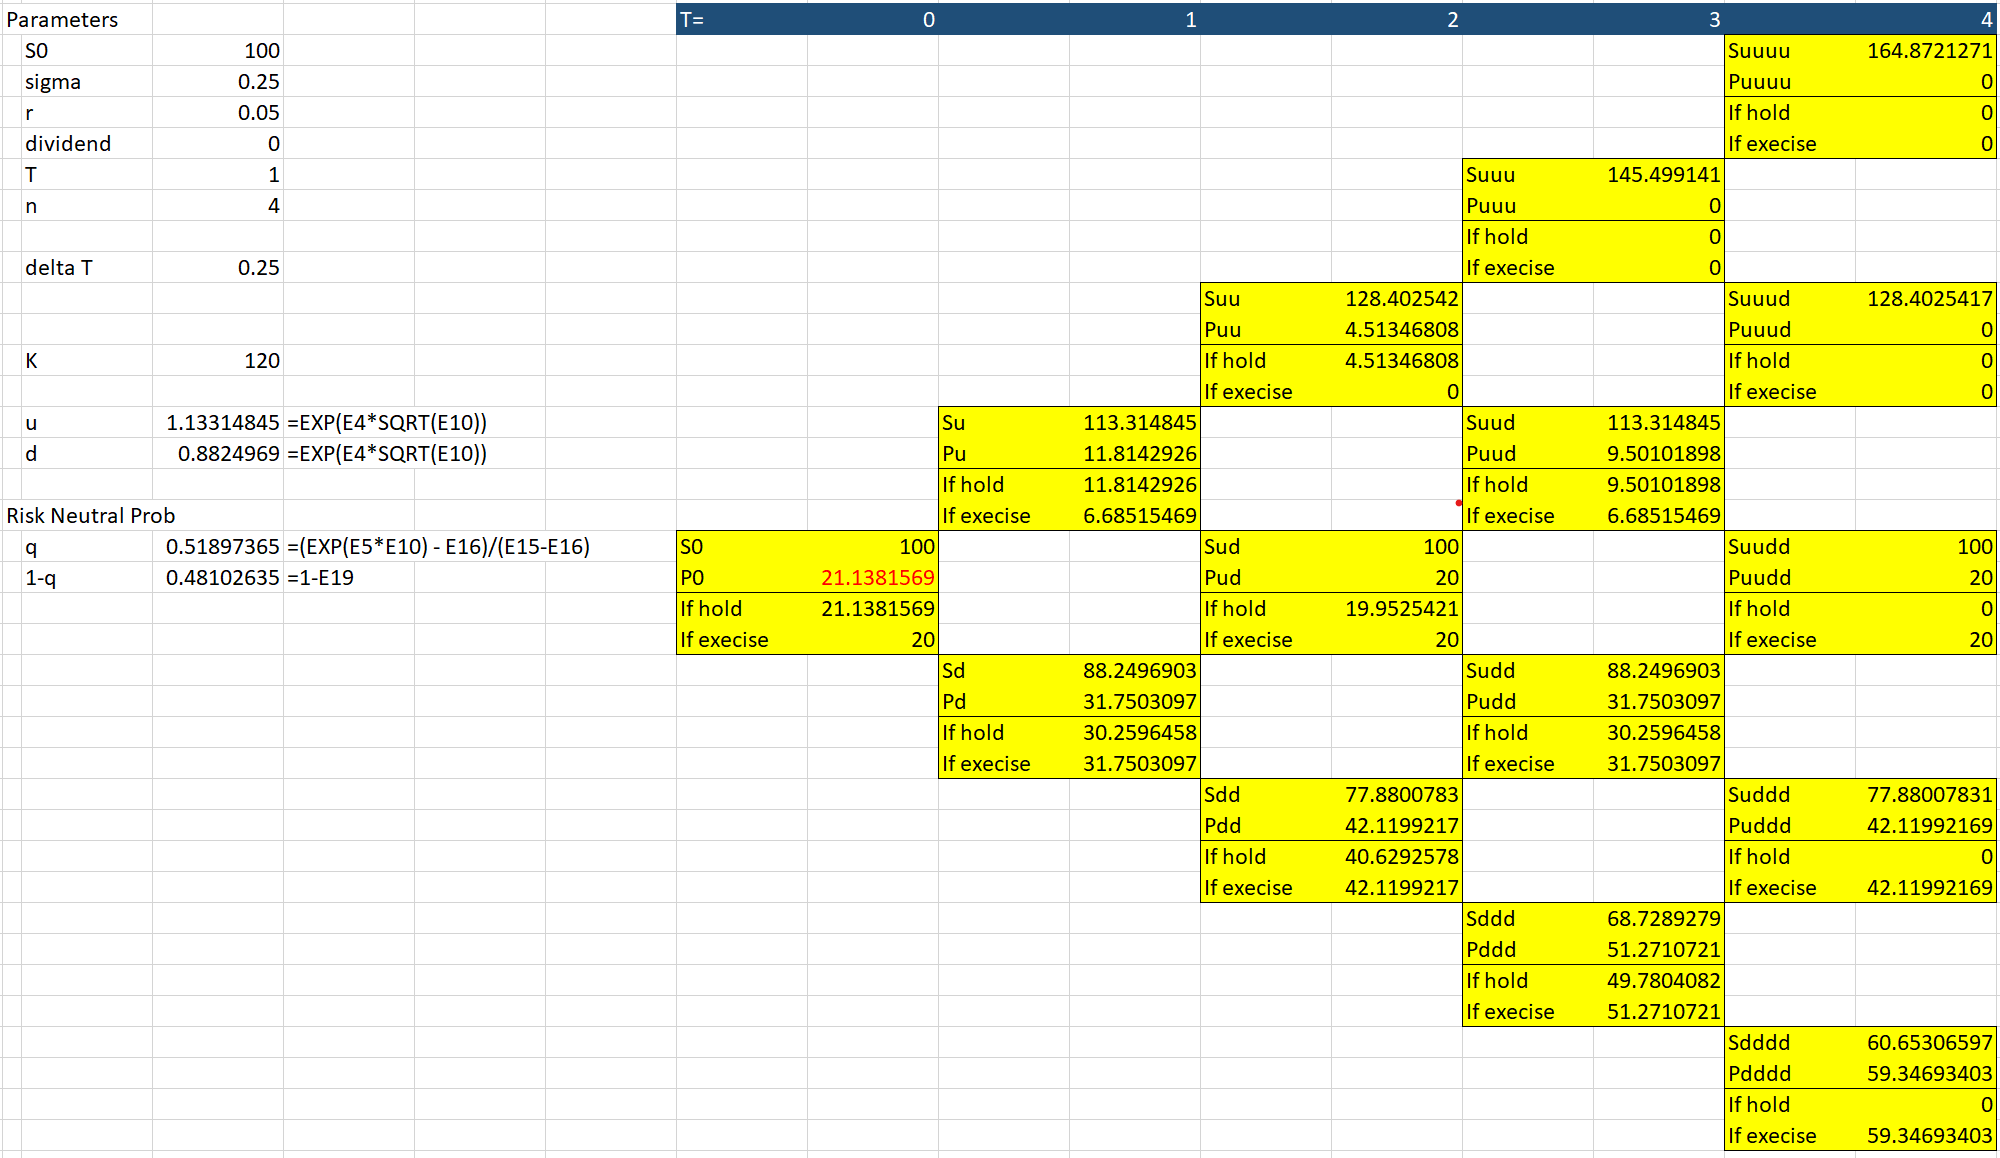 Parameters T= 0 1 2 3 4
S0 100 Suuuu 164.8721271
sigma 0.25 Puuuu 0
r 0.05 If hold 0
dividend 0 If execise 0
T 1 Suuu 145.499141
n 4 Puuu 0
If hold 0
delta T 0.25 If execise 0
Suu 128.402542 Suuud 128.4025417
Puu 4.51346808 Puuud 0
K 120 If hold 4.51346808 If hold 0
If execise 0 If execise 0
u 1.13314845 =EXP(E4*SQRT(E10)) Su 113.314845 Suud 113.314845
d 0.8824969 =EXP(E4*SQRT(E10)) Pu 11.8142926 Puud 9.50101898
If hold 11.8142926 If hold 9.50101898
Risk Neutral Prob If execise 6.68515469 If execise 6.68515469
q 0.51897365 =(EXP(E5*E10) - E16)/(E15-E16) S0 100 Sud 100 Suudd 100
1-q 0.48102635 =1-E19 P0 21.1381569 Pud 20 Puudd 20
If hold 21.1381569 If hold 19.9525421 If hold 0
If execise 20 If execise 20 If execise 20
Sd 88.2496903 Sudd 88.2496903
Pd 31.7503097 Pudd 31.7503097
If hold 30.2596458 If hold 30.2596458
If execise 31.7503097 If execise 31.7503097
Sdd 77.8800783 Suddd 77.88007831
Pdd 42.1199217 Puddd 42.11992169
If hold 40.6292578 If hold 0
If execise 42.1199217 If execise 42.11992169
Sddd 68.7289279
Pddd 51.2710721
If hold 49.7804082
If execise 51.2710721
Sdddd 60.65306597
Pdddd 59.34693403
If hold 0
If execise 59.34693403